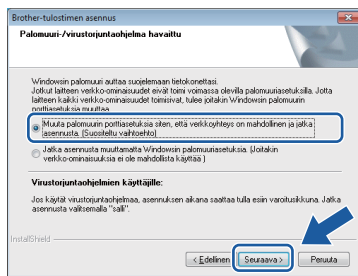 Brother-tulostimen asennus
Palomuuri-/virustorjuntaohjelma havaittu
Windowsin palomuuri auttaa suojelemaan tietokonettasi.
Jotkut laitteen verkko-ominaisuudet eivät toimi voimassa olevilla palomuuriasetuksilla. Jotta
laitteen kaikki verkko-ominaisuudet toimisivat, tulee joitakin Windowsin palomuurin
porttiasetuksia muuttaa.
Muuta palomuurin porttiasetuksia siten, että verkkoyhteys on mahdollinen ja jatka
asennusta. (Suositeltu vaihtoehto)
Jatka asennusta muuttamatta Windowsin palomuuriasetuksia. (Joitakin
verkko-ominaisuuksia ei ole mahdollista käyttää )
Virustorjuntaohjelmien käyttäjille:
Jos käytät virustorjuntaohjelmaa, asennuksen aikana saattaa tulla esiin varoitusikkuna. Jatka
asennusta valitsemalla "salli".
InstallShield
< Edellinen
Seuraava >
Peruuta